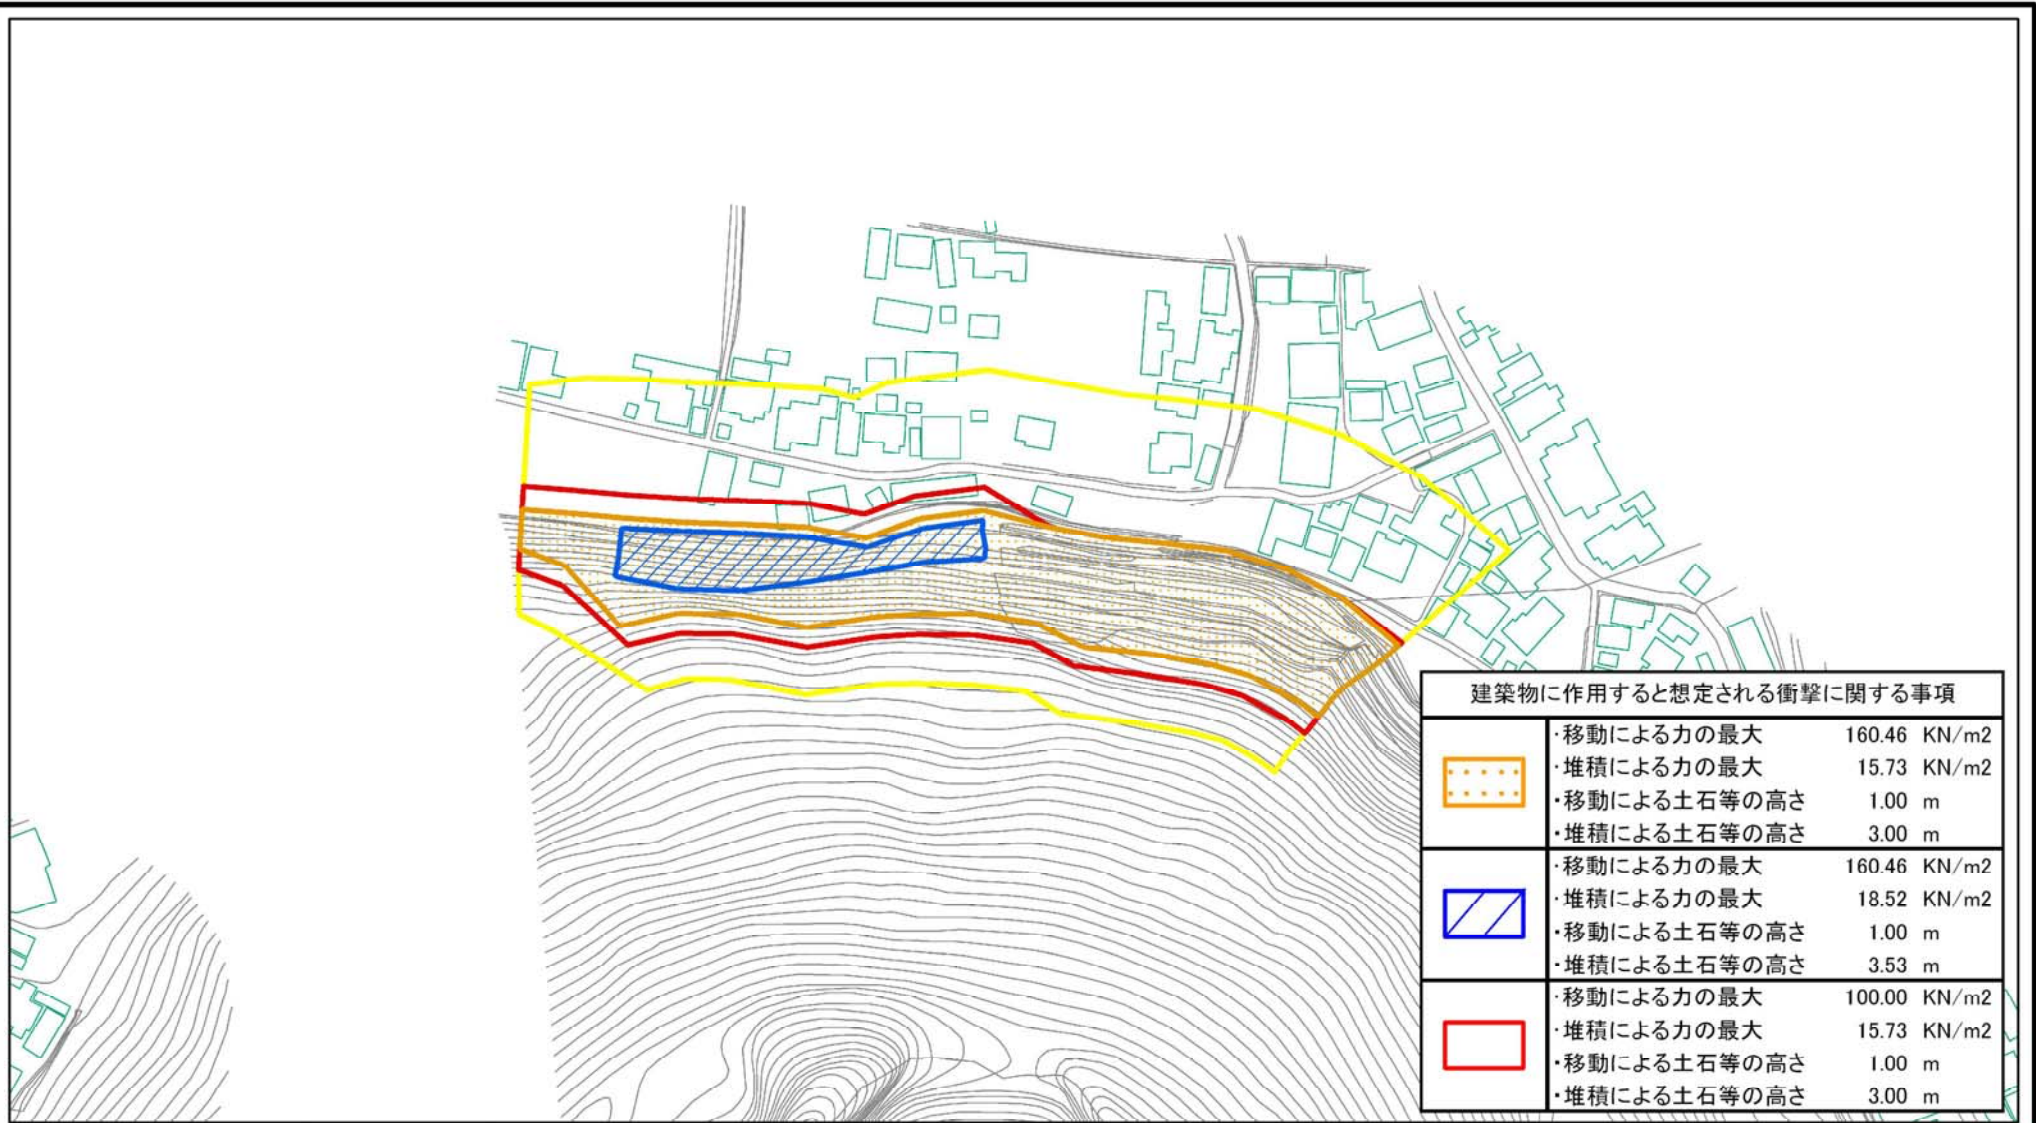 建築物に作用すると想定される衝撃に関する事項
・移動による力の最大 160.46 KN/m2
・堆積による力の最大 15.73 KN/m2
・移動による土石等の高さ 1.00 m
・堆積による土石等の高さ 3.00 m
・移動による力の最大 160.46 KN/m2
・堆積による力の最大 18.52 KN/m2
・移動による土石等の高さ 1.00 m
・堆積による土石等の高さ 3.53 m
・移動による力の最大 100.00 KN/m2
・堆積による力の最大 15.73 KN/m2
・移動による土石等の高さ 1.00 m
・堆積による土石等の高さ 3.00 m